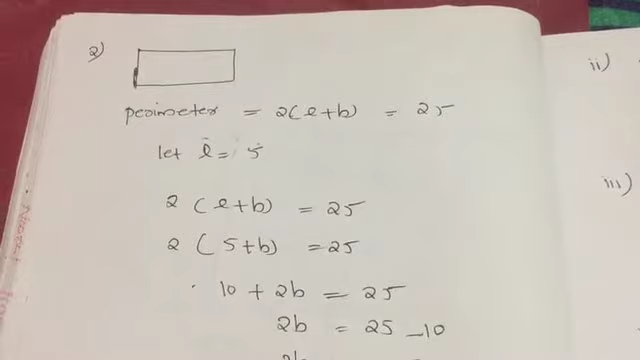 2)
perimeter = 2(l+b) = 25
let l = 5
2 (l+b) = 25
2 (5+b) = 25
10 + 2b = 25
2b = 25 -10
2b
ii)
iii)